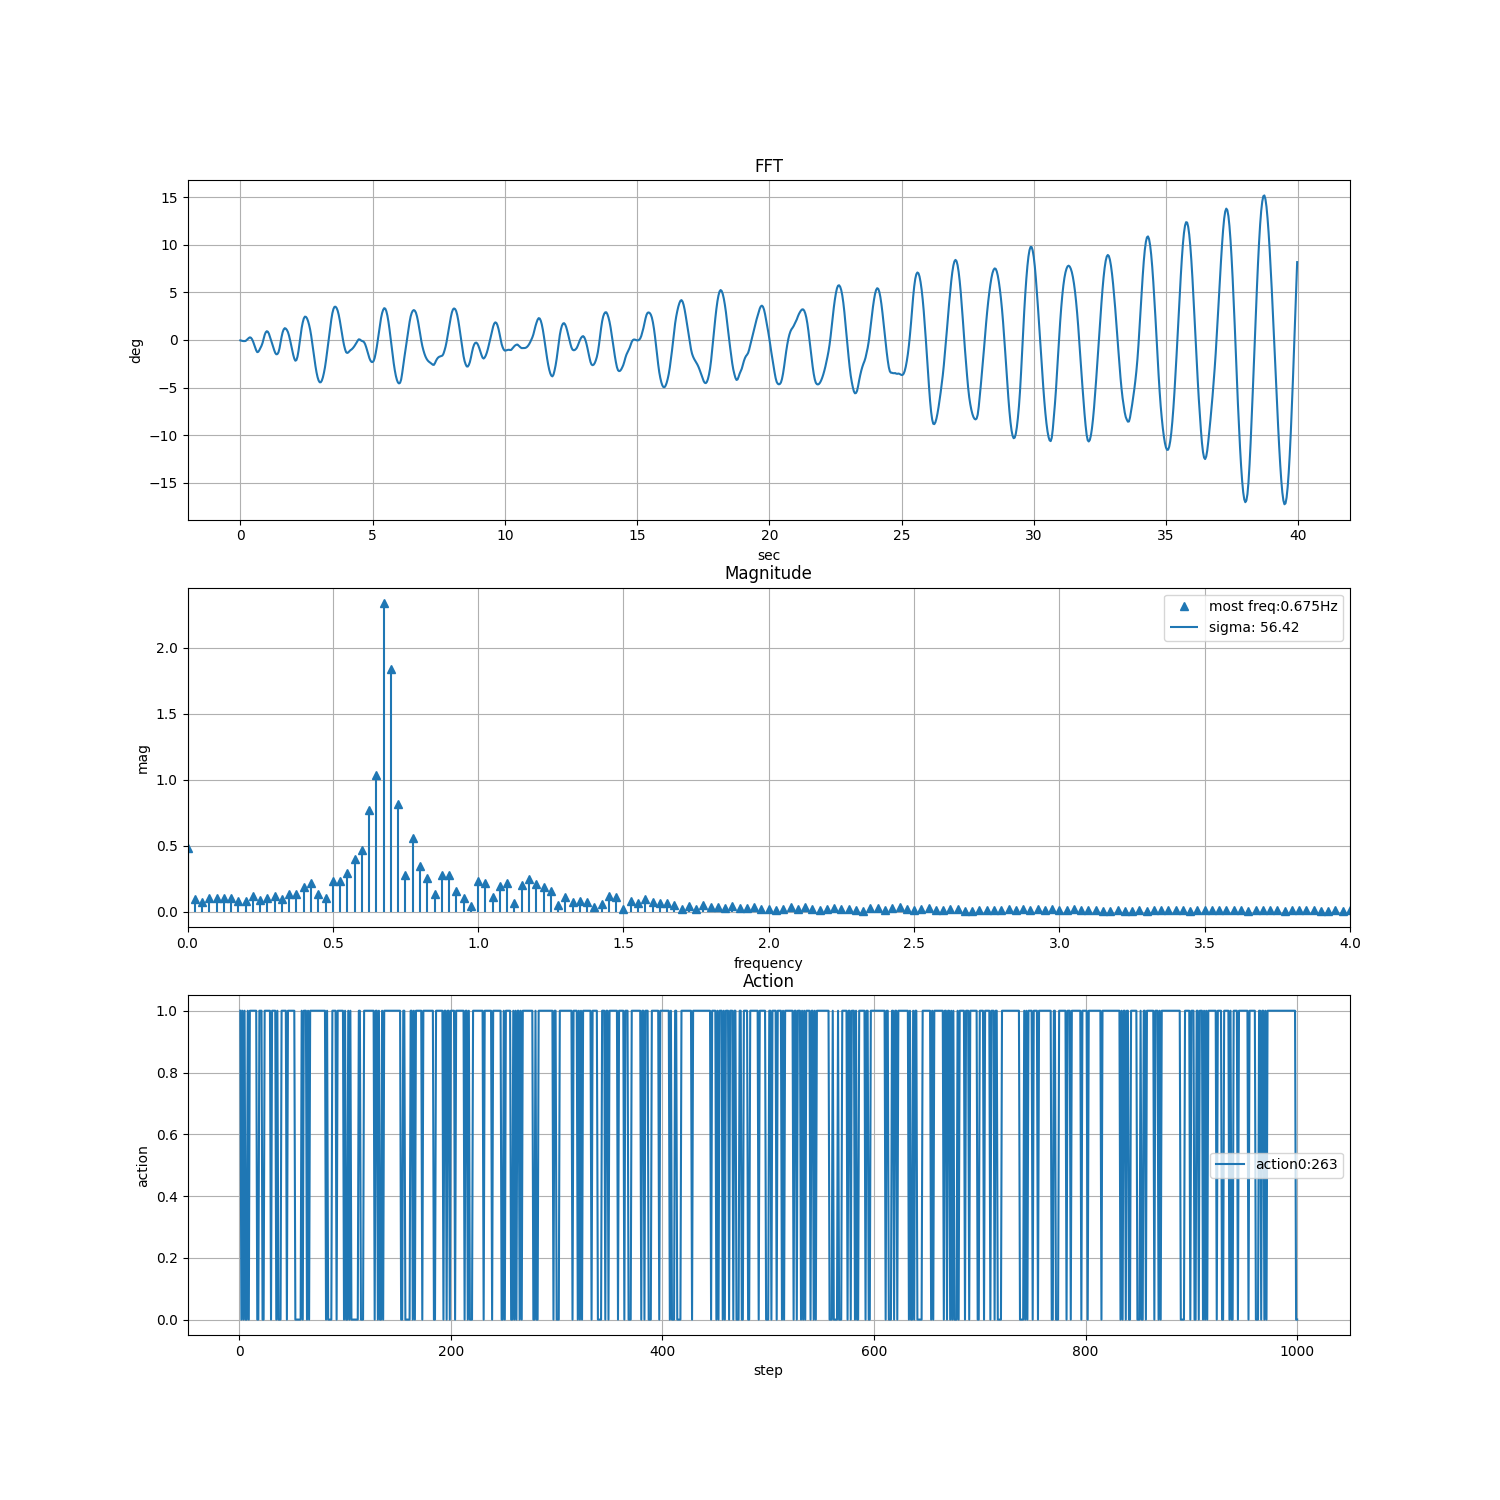 FFT
15
10
5
0
−5
−10
−15
deg
0 5 10 15 20 25 30 35 40
sec
Magnitude
2.0
1.5
1.0
0.5
0.0
mag
most freq:0.675Hz
sigma: 56.42
0.0 0.5 1.0 1.5 2.0 2.5 3.0 3.5 4.0
frequency
Action
1.0
0.8
0.6
0.4
0.2
0.0
action
action0:263
0 200 400 600 800 1000
step